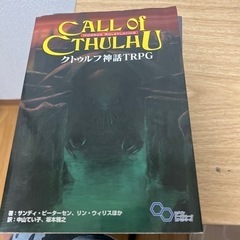 CALL of
CTHULHU
クトゥルフ神話TRPG
著：サンディ・ピーターセン、リン・ウィリスほか
訳：中山てい子、坂本雅之